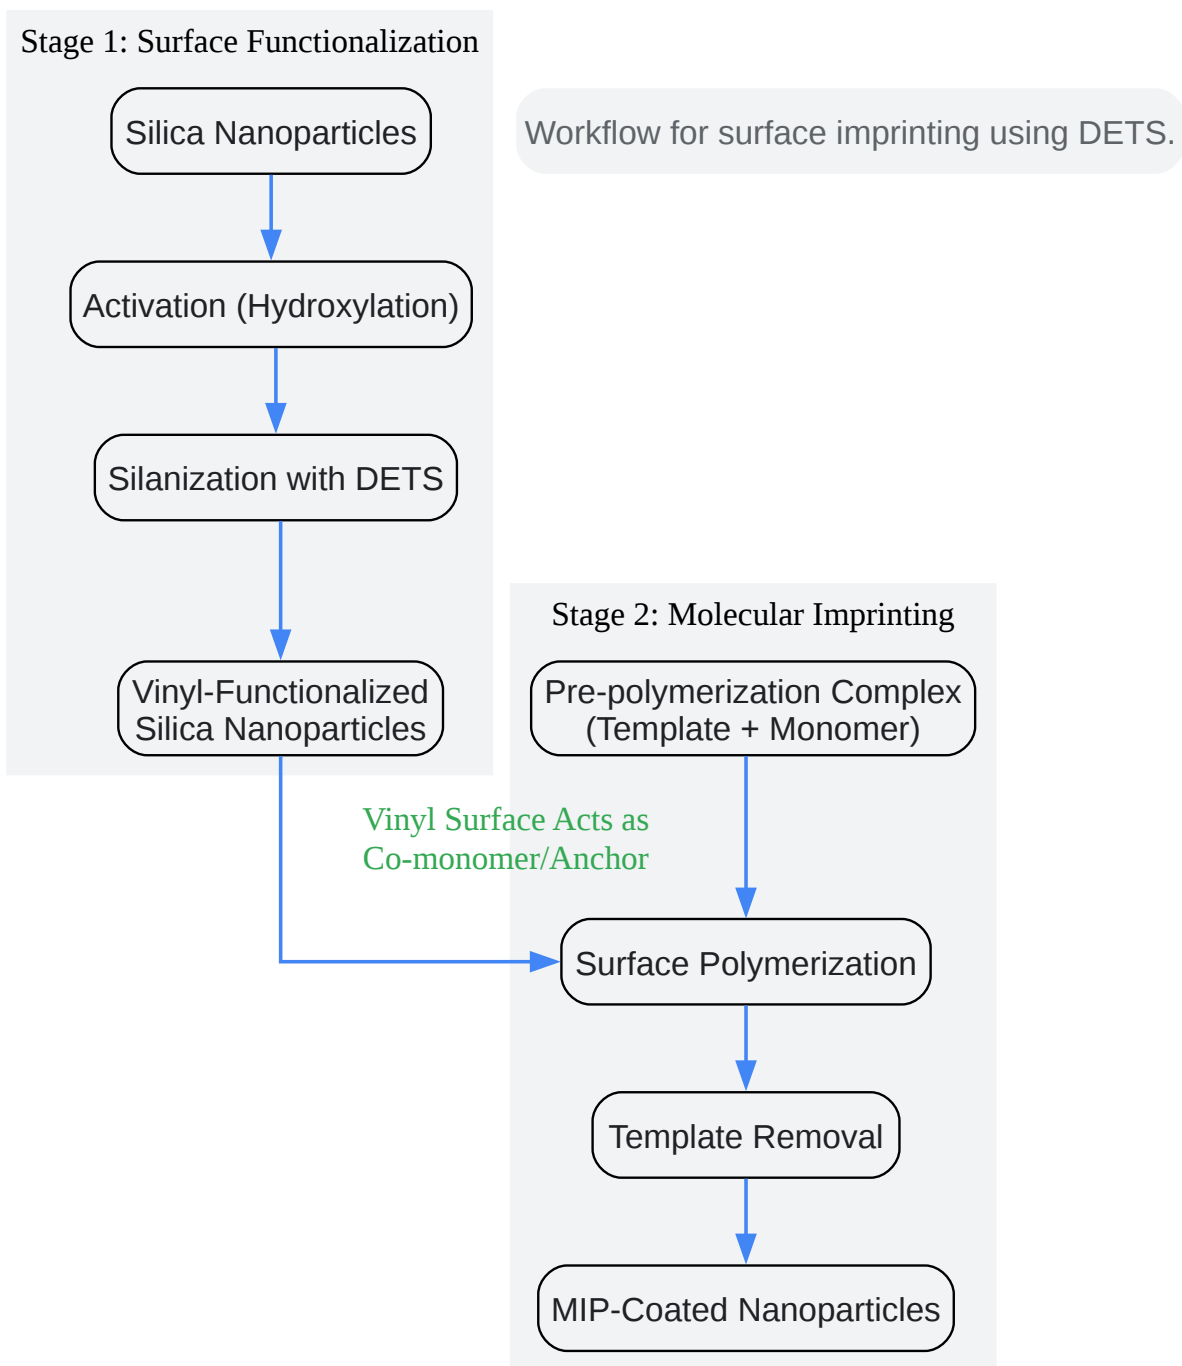 Stage 1: Surface Functionalization
Silica Nanoparticles
Workflow for surface imprinting using DETS.
Activation (Hydroxylation)
Silanization with DETS
Vinyl-Functionalized
Silica Nanoparticles
Stage 2: Molecular Imprinting
Pre-polymerization Complex
(Template + Monomer)
Vinyl Surface Acts as
Co-monomer/Anchor
Surface Polymerization
Template Removal
MIP-Coated Nanoparticles